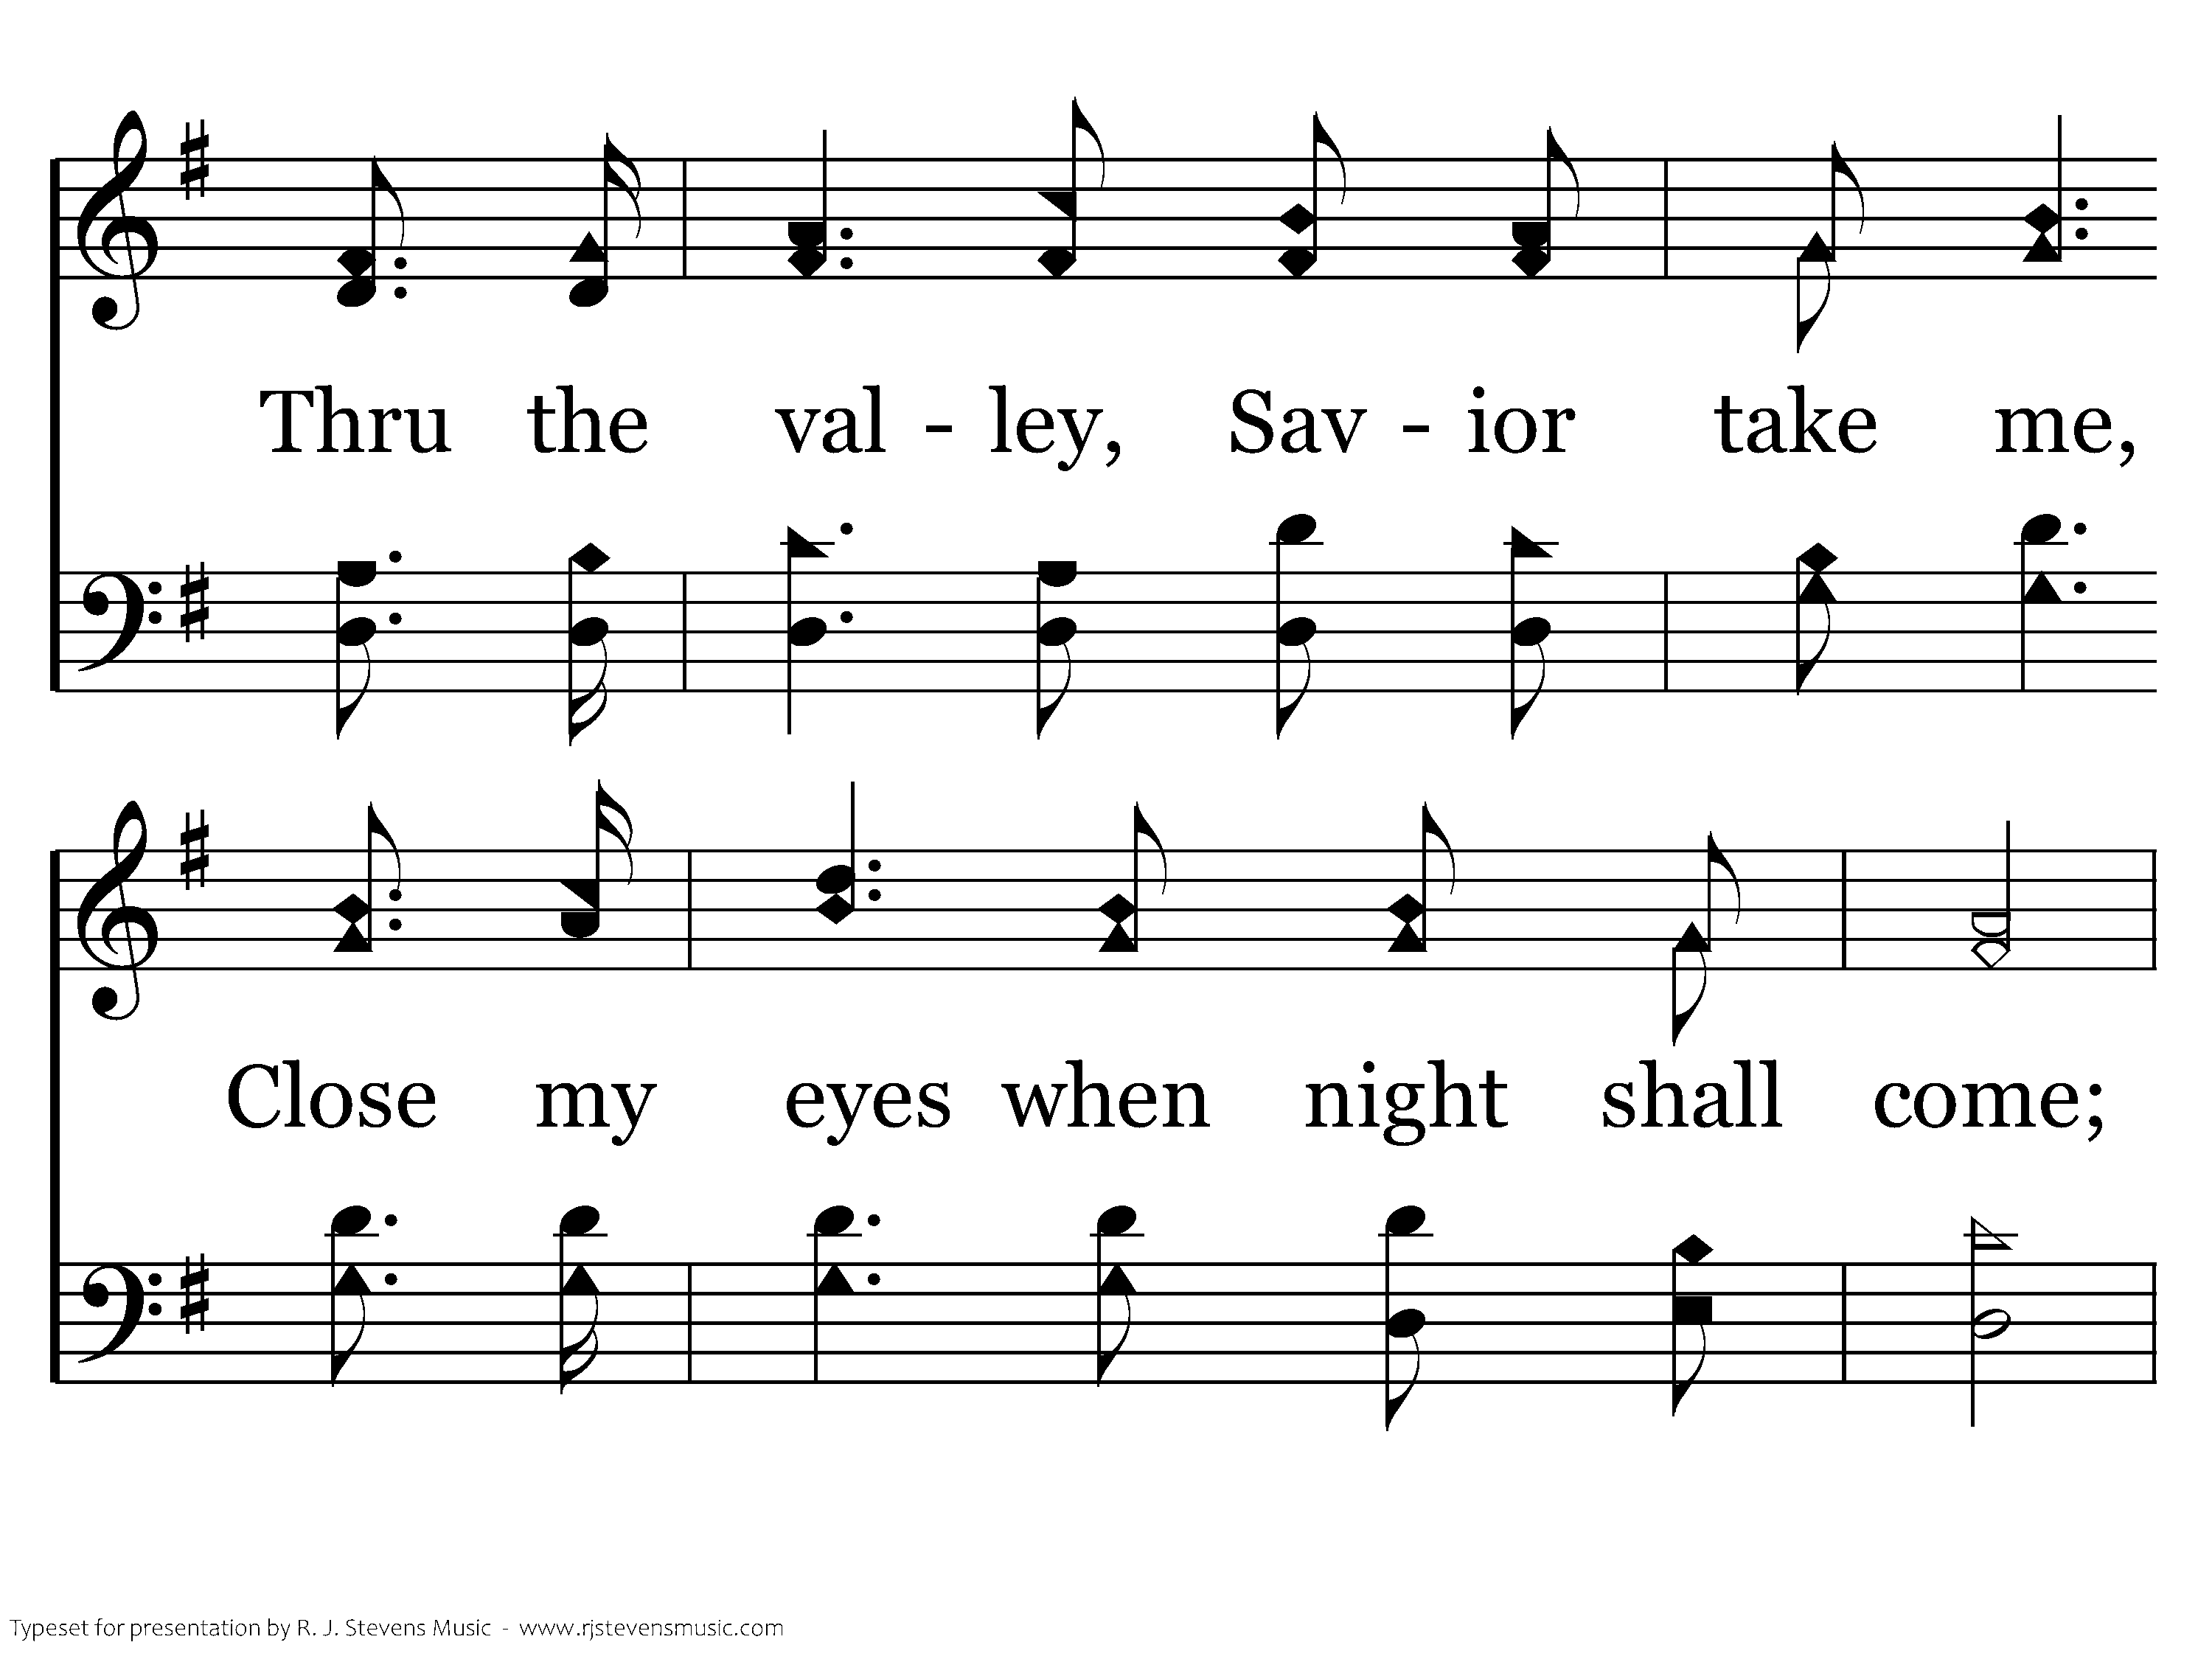 Thru the val - ley, Sav - ior take me,
Close my eyes when night shall come;
Typeset for presentation by R. J. Stevens Music - www.rjstevensmusic.com